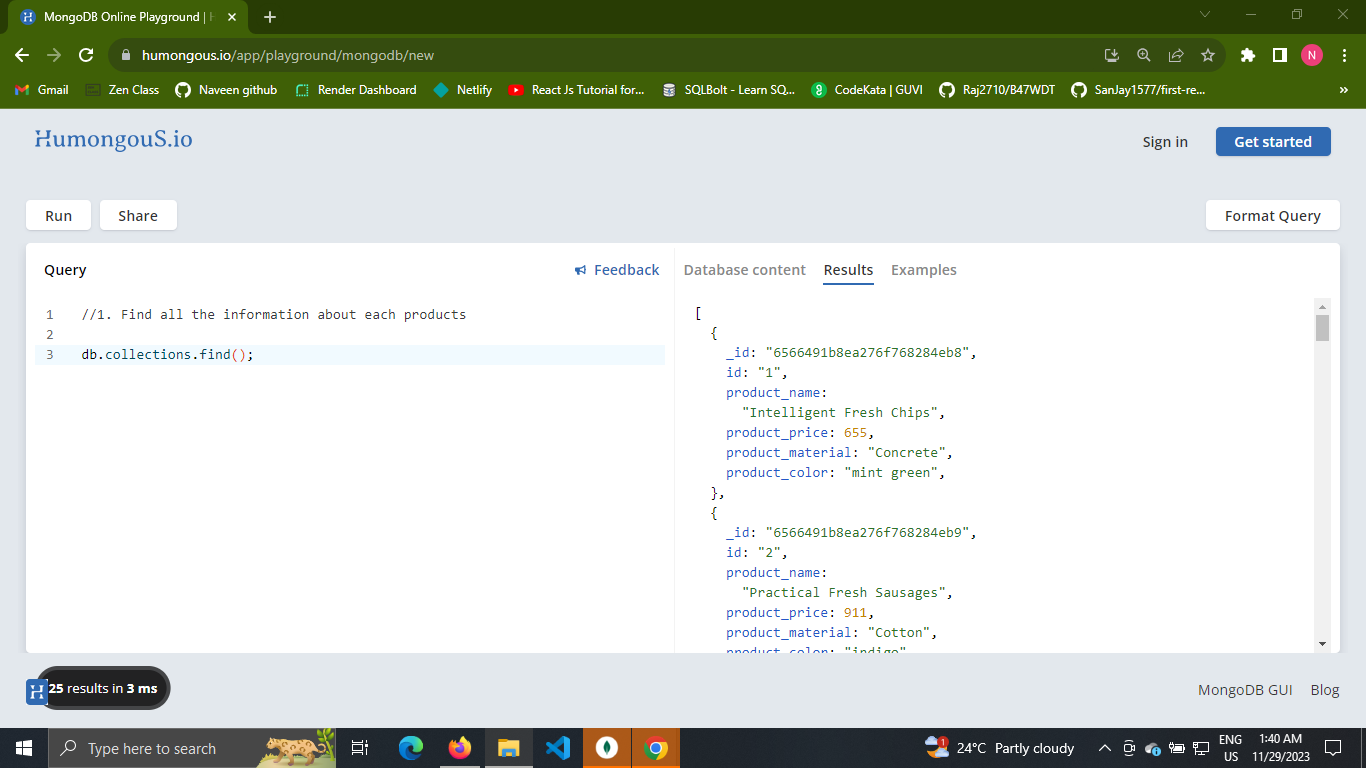 MongoDB Online Playground | H
humongous.io/app/playground/mongodb/new
N
Gmail
Zen Class
Naveen github
Render Dashboard
Netlify
React Js Tutorial for...
SQLBolt - Learn SQ...
CodeKata | GUVI
Raj2710/B47WDT
SanJay1577/first-re...
»
HumongouS.io
Sign in
Get started
Run
Share
Format Query
Query
Feedback
1 //1. Find all the information about each products
2
3 db.collections.find();
Database content
Results
Examples
[
{
_id: "6566491b8ea276f768284eb8",
id: "1",
product_name:
"Intelligent Fresh Chips",
product_price: 655,
product_material: "Concrete",
product_color: "mint green",
},
{
_id: "6566491b8ea276f768284eb9",
id: "2",
product_name:
"Practical Fresh Sausages",
product_price: 911,
product_material: "Cotton",
product_color: "indigo"
H
25 results in 3 ms
MongoDB GUI
Blog
Type here to search
1
24°C Partly cloudy
ENG
US
1:40 AM
11/29/2023